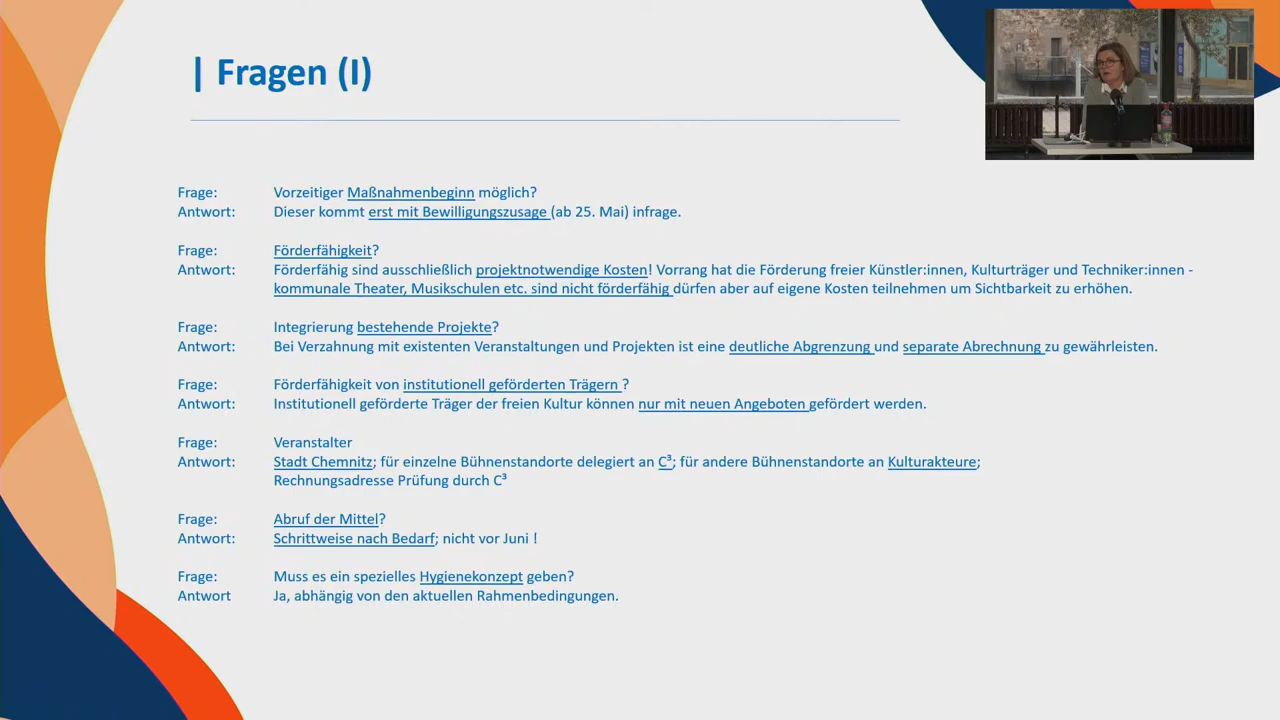 | Fragen (I)
Frage: Vorzeitiger Maßnahmenbeginn möglich?
Antwort: Dieser kommt erst mit Bewilligungszusage (ab 25. Mai) infrage.
Frage: Förderfähigkeit?
Antwort: Förderfähig sind ausschließlich projektnotwendige Kosten! Vorrang hat die Förderung freier Künstler:innen, Kulturträger und Techniker:innen -
kommunale Theater, Musikschulen etc. sind nicht förderfähig dürfen aber auf eigene Kosten teilnehmen um Sichtbarkeit zu erhöhen.
Frage: Integrierung bestehende Projekte?
Antwort: Bei Verzahnung mit existenten Veranstaltungen und Projekten ist eine deutliche Abgrenzung und separate Abrechnung zu gewährleisten.
Frage: Förderfähigkeit von institutionell geförderten Trägern ?
Antwort: Institutionell geförderte Träger der freien Kultur können nur mit neuen Angeboten gefördert werden.
Frage: Veranstalter
Antwort: Stadt Chemnitz; für einzelne Bühnenstandorte delegiert an C³; für andere Bühnenstandorte an Kulturakteure;
Rechnungsadresse Prüfung durch C³
Frage: Abruf der Mittel?
Antwort: Schrittweise nach Bedarf; nicht vor Juni !
Frage: Muss es ein spezielles Hygienekonzept geben?
Antwort Ja, abhängig von den aktuellen Rahmenbedingungen.